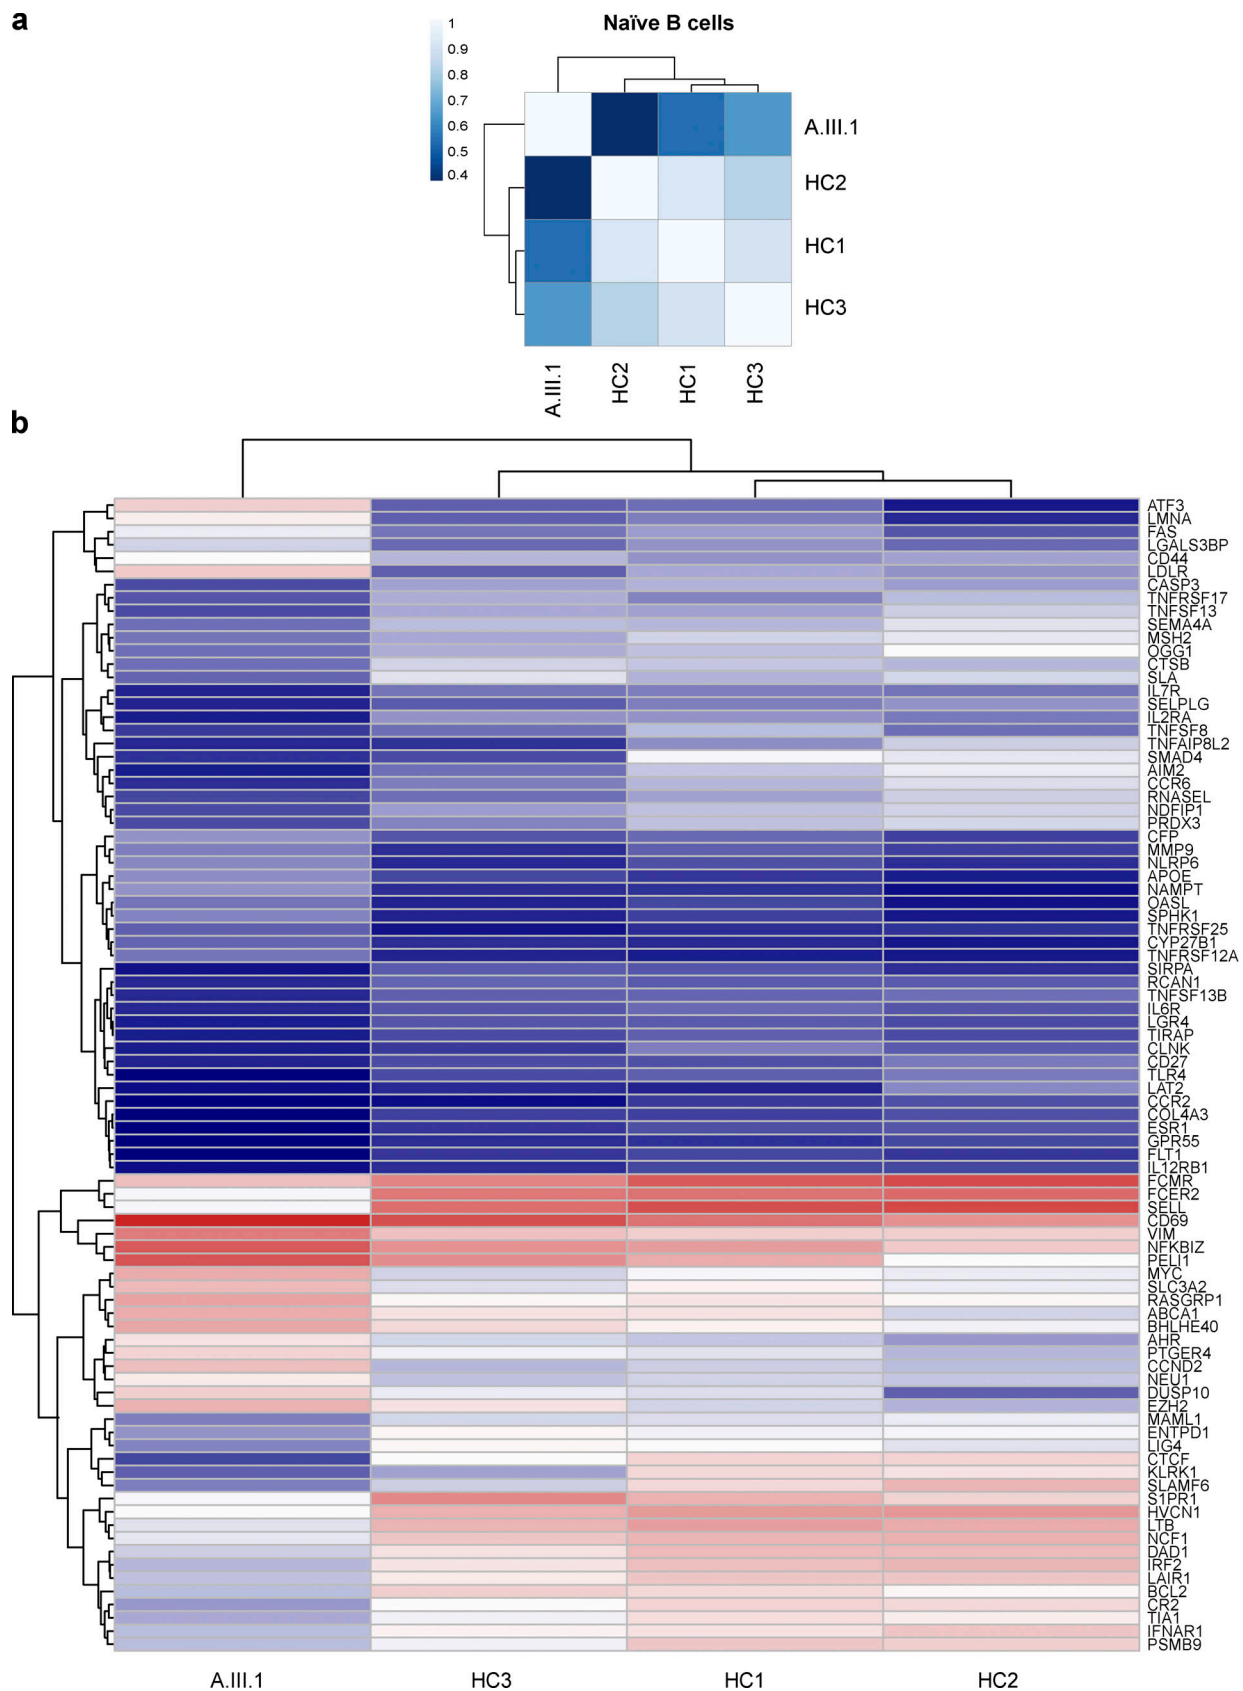 a
Naïve B cells
1
0.9
0.8
0.7
0.6
0.5
0.4
A.III.1
HC2
HC1
HC3
A.III.1
HC2
HC1
HC3
b
ATF3
LMNA
FAS
LGALS3BP
CD44
LDLR
CASP3
TNFRSF17
TNFSF13
SEMA4A
MSH2
OGG1
CTSB
SLA
IL7R
SELPLG
IL2RA
TNFSF8
TNFAIP8L2
SMAD4
AIM2
CCR6
RNASEL
NDFIP1
PRDX3
CFP
MMP9
NLRP6
APOE
NAMPT
OASL
SPHK1
TNFRSF25
CYP27B1
TNFRSF12A
SIRPA
RCAN1
TNFSF13B
IL6R
LGR4
TIRAP
CLNK
CD27
TLR4
LAT2
CCR2
COL4A3
ESR1
GPR55
FLT1
IL12RB1
FCMR
FCER2
SELL
CD69
VIM
NFKBIZ
PELI1
MYC
SLC3A2
RASGRP1
ABCA1
BHLHE40
AHR
PTGER4
CCND2
NEU1
DUSP10
EZH2
MAML1
ENTPD1
LIG4
CTCF
KLRK1
SLAMF6
S1PR1
HVCN1
LTB
NCF1
DAD1
IRF2
LAIR1
BCL2
CR2
TIA1
IFNAR1
PSMB9
A.III.1
HC3
HC1
HC2